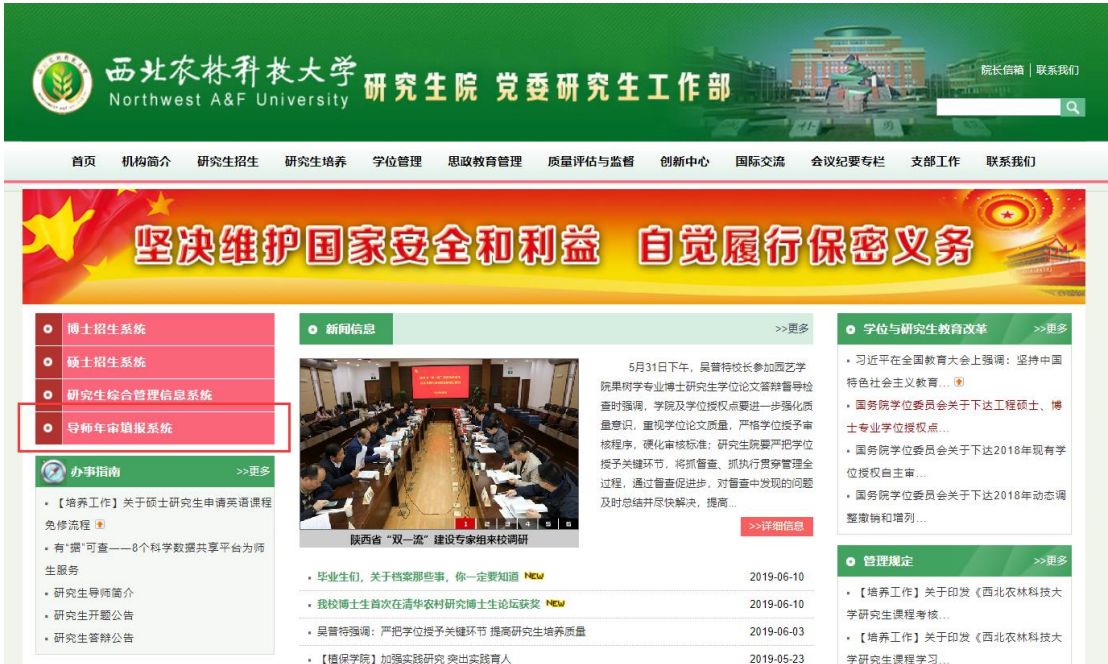 西北农林科技大学
Northwest A&F University
研究生院 党委研究生工作部
院长信箱 | 联系我们
首页 机构简介 研究生招生 研究生培养 学位管理 思政教育管理 质量评估与监督 创新中心 国际交流 会议纪要专栏 支部工作 联系我们
坚决维护国家安全和利益 自觉履行保密义务
博士招生系统
硕士招生系统
研究生综合管理信息系统
导师年审填报系统
办事指南 >>更多
【培养工作】关于硕士研究生申请英语课程
免修流程
有"据"可查——8个科学数据共享平台为师
生服务
研究生导师简介
研究生开题公告
研究生答辩公告
新闻信息 >>更多
陕西省“双一流”建设专家组来校调研
1 2 3 4 5 6
5月31日下午，吴普特校长参加园艺学
院果树学专业博士研究生学位论文答辩督导检
查时强调，学院及学位授权点要进一步强化质
量意识，重视学位论文质量，严格学位授予审
核程序，硬化审核标准；研究生院要严把学位
授予关键环节，将抓督查、抓执行贯穿管理全
过程，通过督查促进步，对督查中发现的问题
及时总结并尽快解决，提高...
>>详细信息
毕业生们，关于档案那些事，你一定要知道 NEW 2019-06-10
我校博士生首次在清华农村研究博士生论坛获奖 NEW 2019-06-10
吴普特强调：严把学位授予关键环节 提高研究生培养质量 2019-06-03
【植保学院】加强实践研究 突出实践育人 2019-05-23
学位与研究生教育改革 >>更多
习近平在全国教育大会上强调：坚持中国
特色社会主义教育...
国务院学位委员会关于下达工程硕士、博
士专业学位授权点...
国务院学位委员会关于下达2018年现有学
位授权自主审...
国务院学位委员会关于下达2018年动态调
整撤销和增列...
管理规定 >>更多
【培养工作】关于印发《西北农林科技大
学研究生课程考核...
【培养工作】关于印发《西北农林科技大
学研究生课程学习...